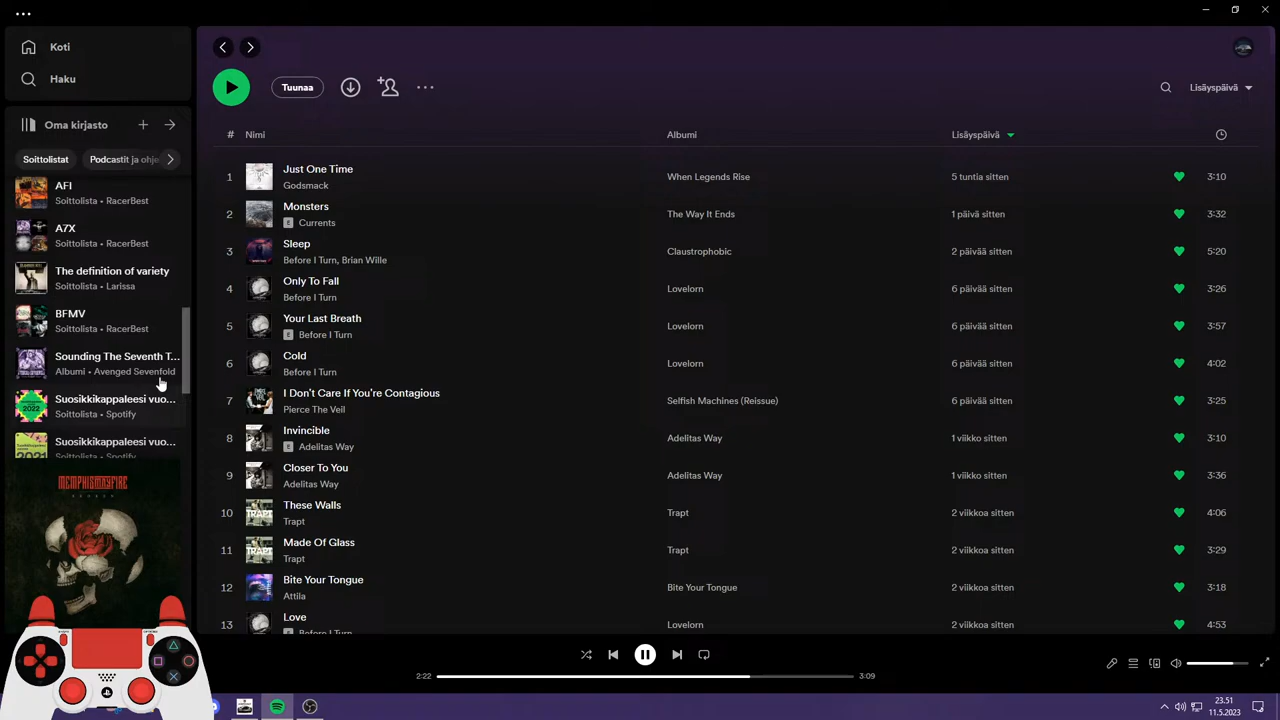 Koti
Haku
Oma kirjasto
Soittolistat
Podcastit ja ohje
AFI
Soittolista • RacerBest
A7X
Soittolista • RacerBest
The definition of variety
Soittolista • Larissa
BFMV
Soittolista • RacerBest
Sounding The Seventh T...
Albumi • Avenged Sevenfold
Suosikkikappaleesi vuo...
Soittolista • Spotify
Suosikkikappaleesi vuo...
Soittolista • Spotify
MEMPHIS MAY FIRE
BROKEN
Tuunaa
Lisäyspäivä
# Nimi Albumi Lisäyspäivä
1 Just One Time When Legends Rise 5 tuntia sitten 3:10
Godsmack
2 Monsters The Way It Ends 1 päivä sitten 3:32
E Currents
3 Sleep Claustrophobic 2 päivää sitten 5:20
Before I Turn, Brian Wille
4 Only To Fall Lovelorn 6 päivää sitten 3:26
Before I Turn
5 Your Last Breath Lovelorn 6 päivää sitten 3:57
E Before I Turn
6 Cold Lovelorn 6 päivää sitten 4:02
Before I Turn
7 I Don't Care If You're Contagious Selfish Machines (Reissue) 6 päivää sitten 3:25
Pierce The Veil
8 Invincible Adelitas Way 1 viikko sitten 3:10
E Adelitas Way
9 Closer To You Adelitas Way 1 viikko sitten 3:36
Adelitas Way
10 These Walls Trapt 2 viikkoa sitten 4:06
Trapt
11 Made Of Glass Trapt 2 viikkoa sitten 3:29
Trapt
12 Bite Your Tongue Bite Your Tongue 2 viikkoa sitten 3:18
Attila
13 Love Lovelorn 2 viikkoa sitten 4:53
E Before I Turn
2:22
3:09
23.51
11.5.2023